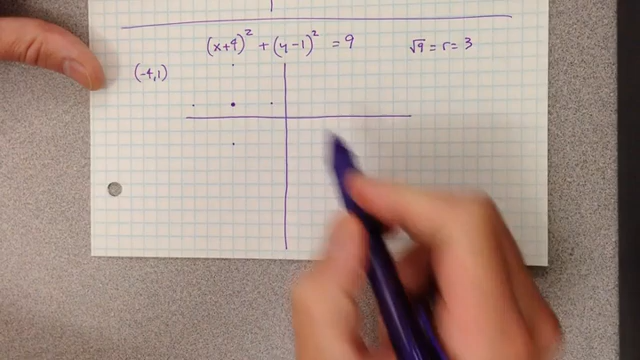 (x+4)² + (y-1)² = 9 √9 = r = 3
(-4,1)